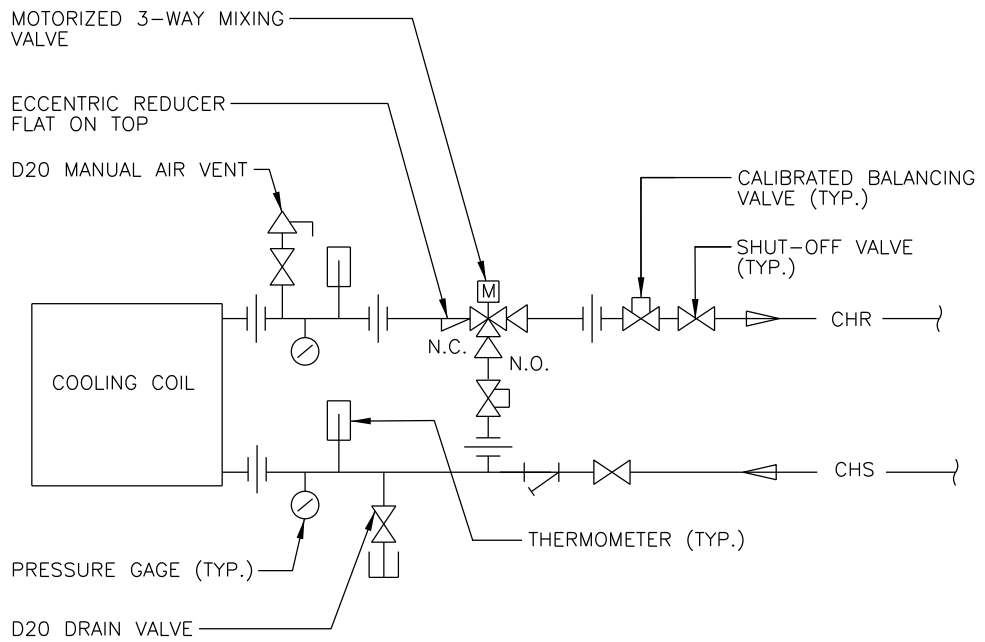 MOTORIZED 3-WAY MIXING
VALVE
ECCENTRIC REDUCER
FLAT ON TOP
D20 MANUAL AIR VENT
CALIBRATED BALANCING
VALVE (TYP.)
SHUT-OFF VALVE
(TYP.)
M
CHR
N.C.
N.O.
COOLING COIL
CHS
THERMOMETER (TYP.)
PRESSURE GAGE (TYP.)
D20 DRAIN VALVE